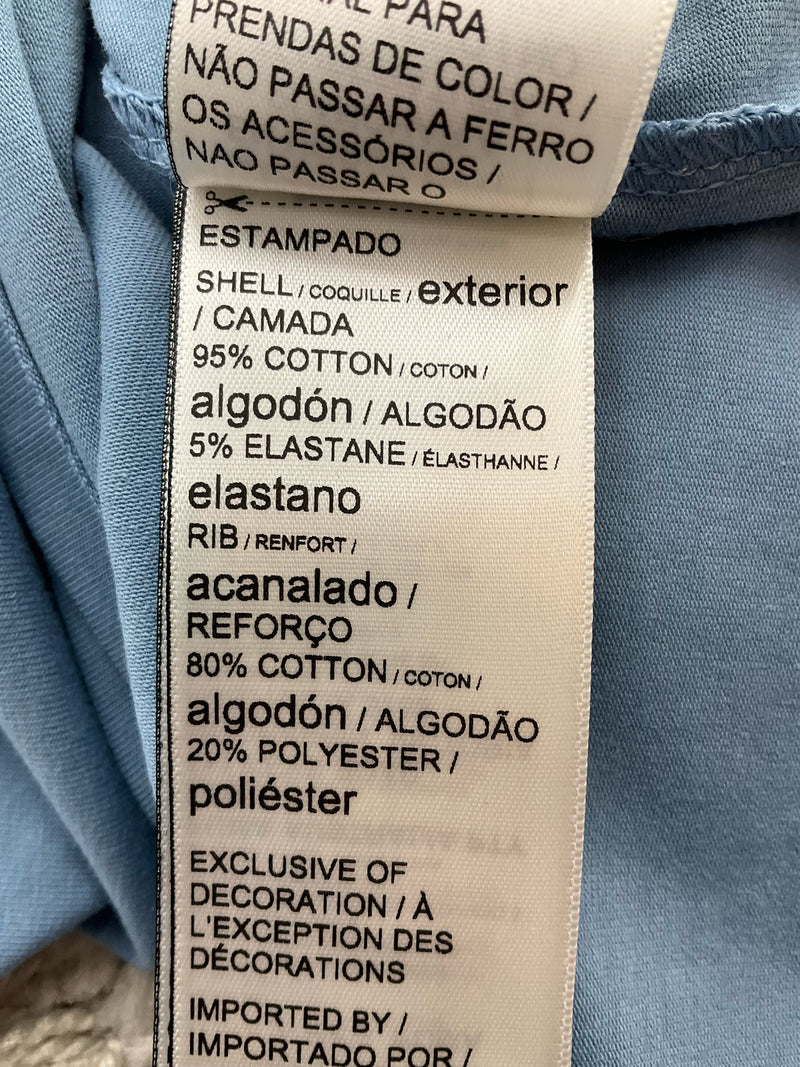 PARA
PRENDAS DE COLOR /
NÃO PASSAR A FERRO
OS ACESSÓRIOS /
NAO PASSAR O
ESTAMPADO
SHELL / COQUILLE / exterior
/ CAMADA
95% COTTON / COTON /
algodón / ALGODÃO
5% ELASTANE / ÉLASTHANNE /
elastano
RIB / RENFORT /
acanalado /
REFORÇO
80% COTTON / COTON /
algodón / ALGODÃO
20% POLYESTER /
poliéster
EXCLUSIVE OF
DECORATION / À
L'EXCEPTION DES
DÉCORATIONS
IMPORTED BY /
IMPORTADO POR /